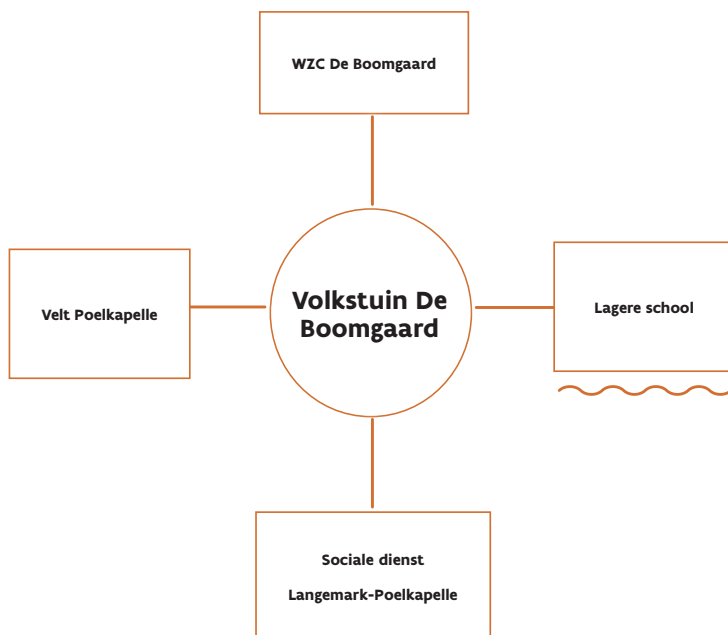 WZC De Boomgaard
Velt Poelkapelle
Volkstuin De
Boomgaard
Lagere school
Sociale dienst
Langemark-Poelkapelle